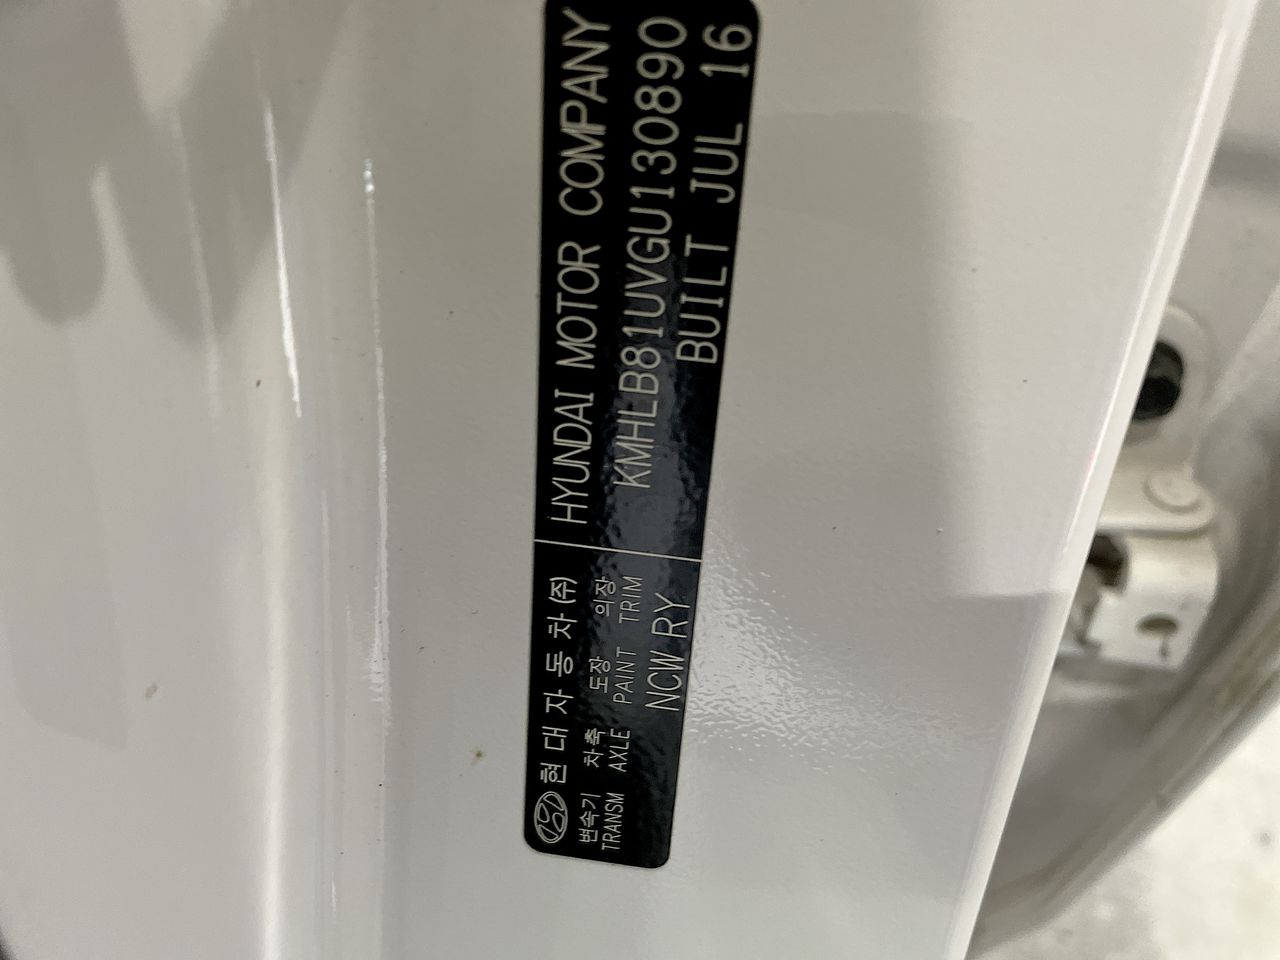 현대자동차(주) HYUNDAI MOTOR COMPANY
변속기 차축 도장 의장 KMHLB81UVGU130890
TRANSM AXLE PAINT TRIM
NCW RY BUILT JUL 16